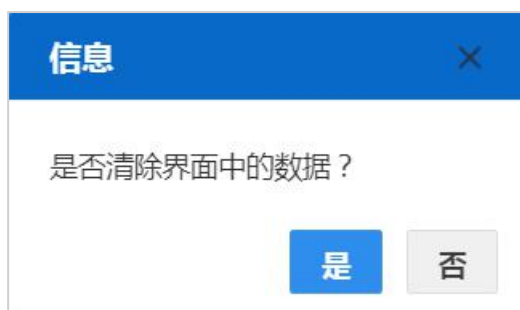 信息
是否清除界面中的数据？
是
否